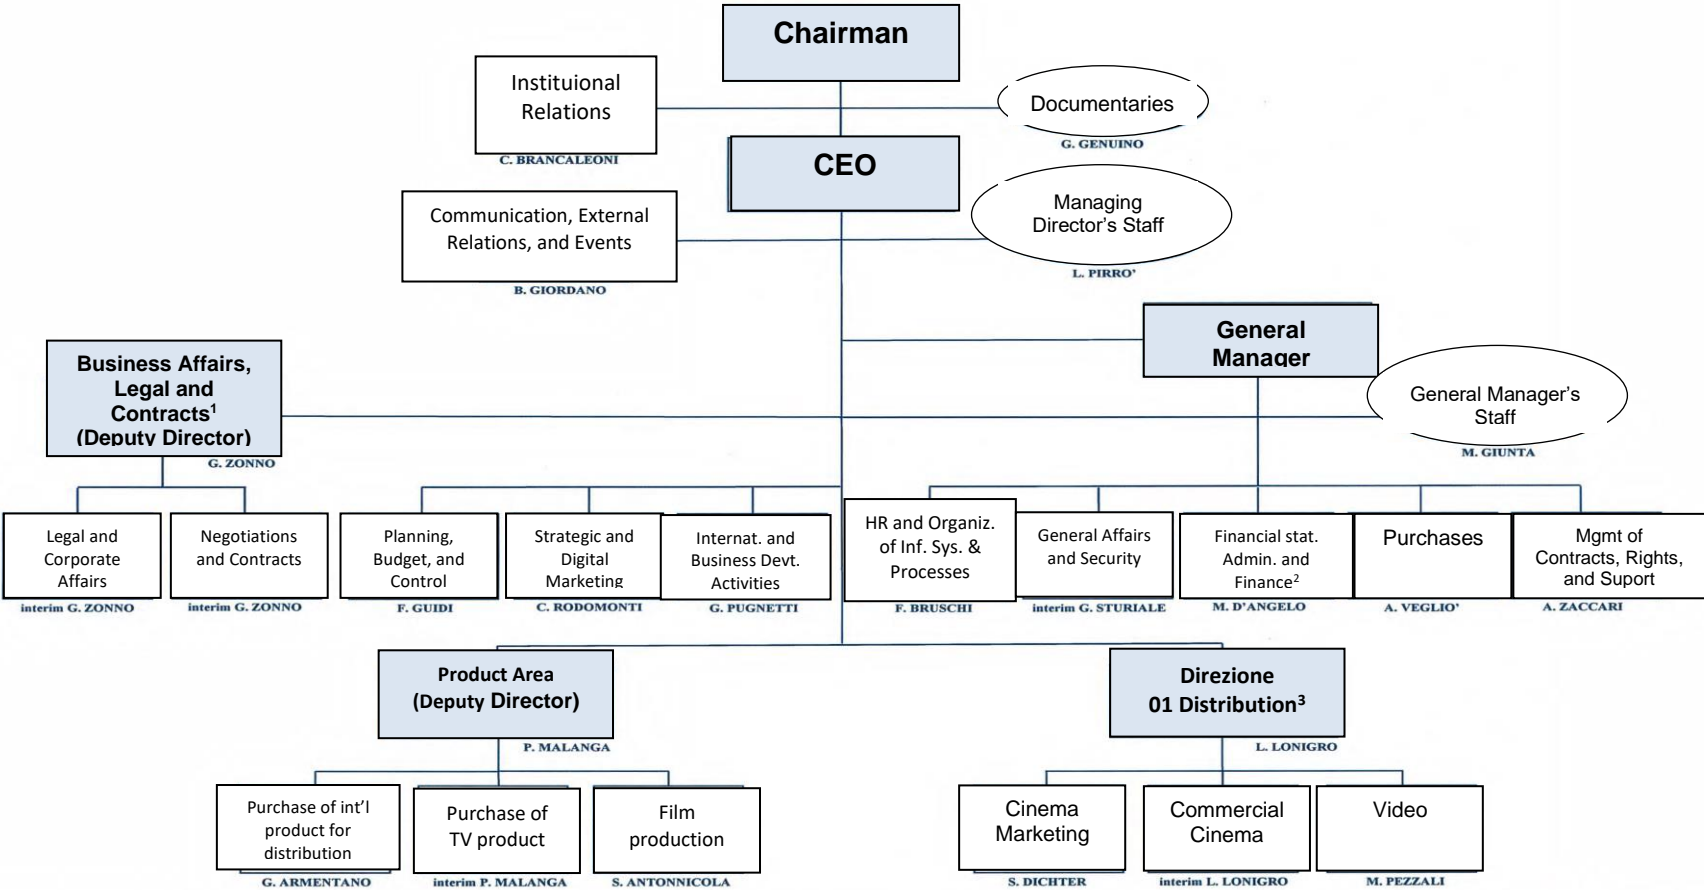 Chairman
Instituional
Relations
C. BRANCALEONI
Documentaries
G. GENUINO
CEO
Communication, External
Relations, and Events
B. GIORDANO
Managing
Director's Staff
L. PIRRO'
General
Manager
Business Affairs,
Legal and
Contracts¹
(Deputy Director)
G. ZONNO
General Manager's
Staff
M. GIUNTA
Legal and
Corporate
Affairs
interim G. ZONNO
Negotiations
and Contracts
interim G. ZONNO
Planning,
Budget, and
Control
F. GUIDI
Strategic and
Digital
Marketing
C. RODOMONTI
Internat. and
Business Devt.
Activities
G. PUGNETTI
HR and Organiz.
of Inf. Sys. &
Processes
F. BRUSCHI
General Affairs
and Security
interim G. STURIALE
Financial stat.
Admin. and
Finance²
M. D'ANGELO
Purchases
A. VEGLIO'
Mgmt of
Contracts, Rights,
and Suport
A. ZACCARI
Product Area
(Deputy Director)
P. MALANGA
Direzione
01 Distribution³
L. LONIGRO
Purchase of int'l
product for
distribution
G. ARMENTANO
Purchase of
TV product
interim P. MALANGA
Film
production
S. ANTONNICOLA
Cinema
Marketing
S. DICHTER
Commercial
Cinema
interim L. LONIGRO
Video
M. PEZZALI